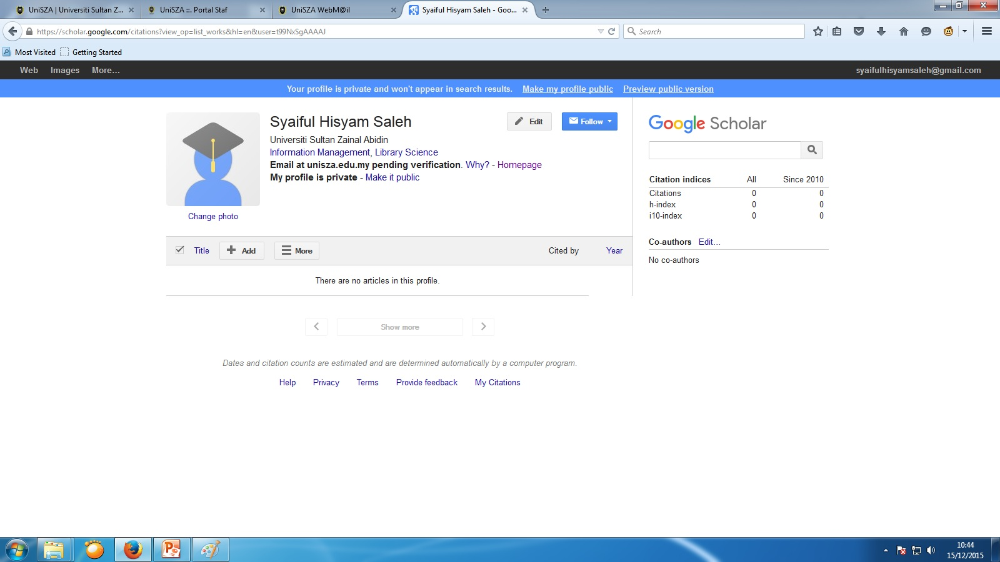 UniSZA | Universiti Sultan Z...
UniSZA ::. Portal Staf
UniSZA WebM@il
Syaiful Hisyam Saleh - Goo...
https://scholar.google.com/citations?view_op=list_works&hl=en&user=t99NxSgAAAAJ
Search
Most Visited
Getting Started
Web Images More...
syaifulhisyamsaleh@gmail.com
Your profile is private and won't appear in search results. Make my profile public Preview public version
Syaiful Hisyam Saleh
Edit
Follow
Universiti Sultan Zainal Abidin
Information Management, Library Science
Email at unisza.edu.my pending verification. Why? - Homepage
My profile is private - Make it public
Change photo
Title
Add
More
Cited by
Year
There are no articles in this profile.
Show more
Dates and citation counts are estimated and are determined automatically by a computer program.
Help Privacy Terms Provide feedback My Citations
Google Scholar
Citation indices All Since 2010
Citations 0 0
h-index 0 0
i10-index 0 0
Co-authors Edit...
No co-authors
10:44
15/12/2015